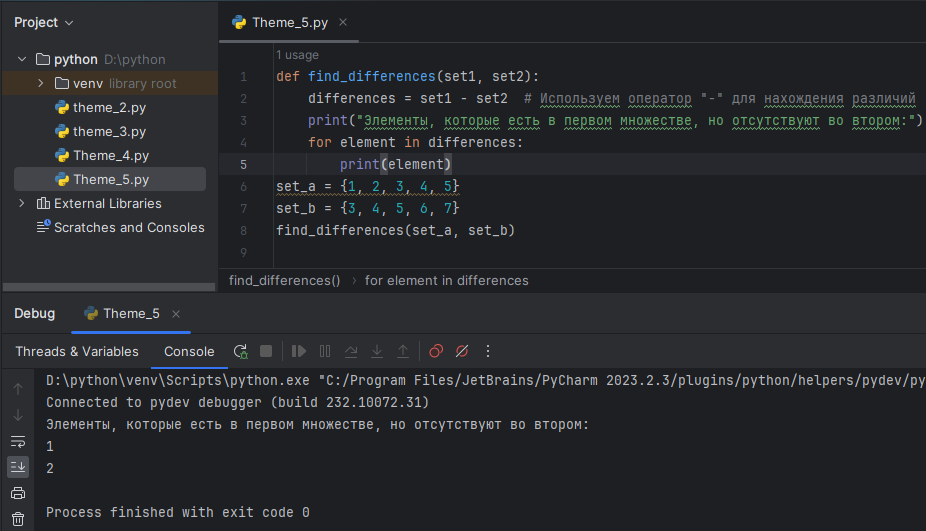 Project
Theme_5.py
python D:\python
venv library root
theme_2.py
theme_3.py
Theme_4.py
Theme_5.py
External Libraries
Scratches and Consoles
1 usage
1 def find_differences(set1, set2):
2 differences = set1 - set2 # Используем оператор "-" для нахождения различий
3 print("Элементы, которые есть в первом множестве, но отсутствуют во втором:")
4 for element in differences:
5 print(element)
6 set_a = {1, 2, 3, 4, 5}
7 set_b = {3, 4, 5, 6, 7}
8 find_differences(set_a, set_b)
9
find_differences() › for element in differences
Debug Theme_5
Threads & Variables Console
D:\python\venv\Scripts\python.exe "C:/Program Files/JetBrains/PyCharm 2023.2.3/plugins/python/helpers/pydev/py
Connected to pydev debugger (build 232.10072.31)
Элементы, которые есть в первом множестве, но отсутствуют во втором:
1
2
Process finished with exit code 0